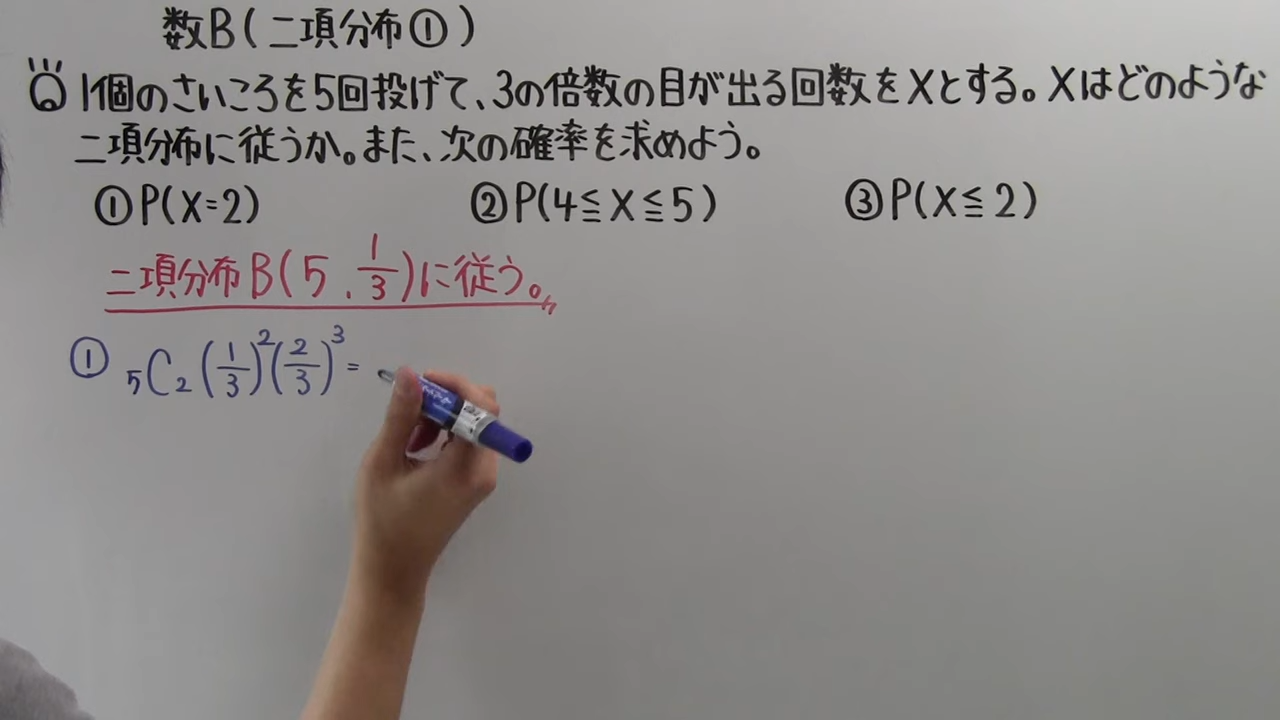 数B(二項分布①)
1個のさいころを5回投げて、3の倍数の目が出る回数をXとする。Xはどのような
二項分布に従うか。また、次の確率を求めよう。
①P(X=2) ②P(4≦X≦5) ③P(X≦2)
二項分布B(5, 1/3)に従う。
① ₅C₂(1/3)²(2/3)³=